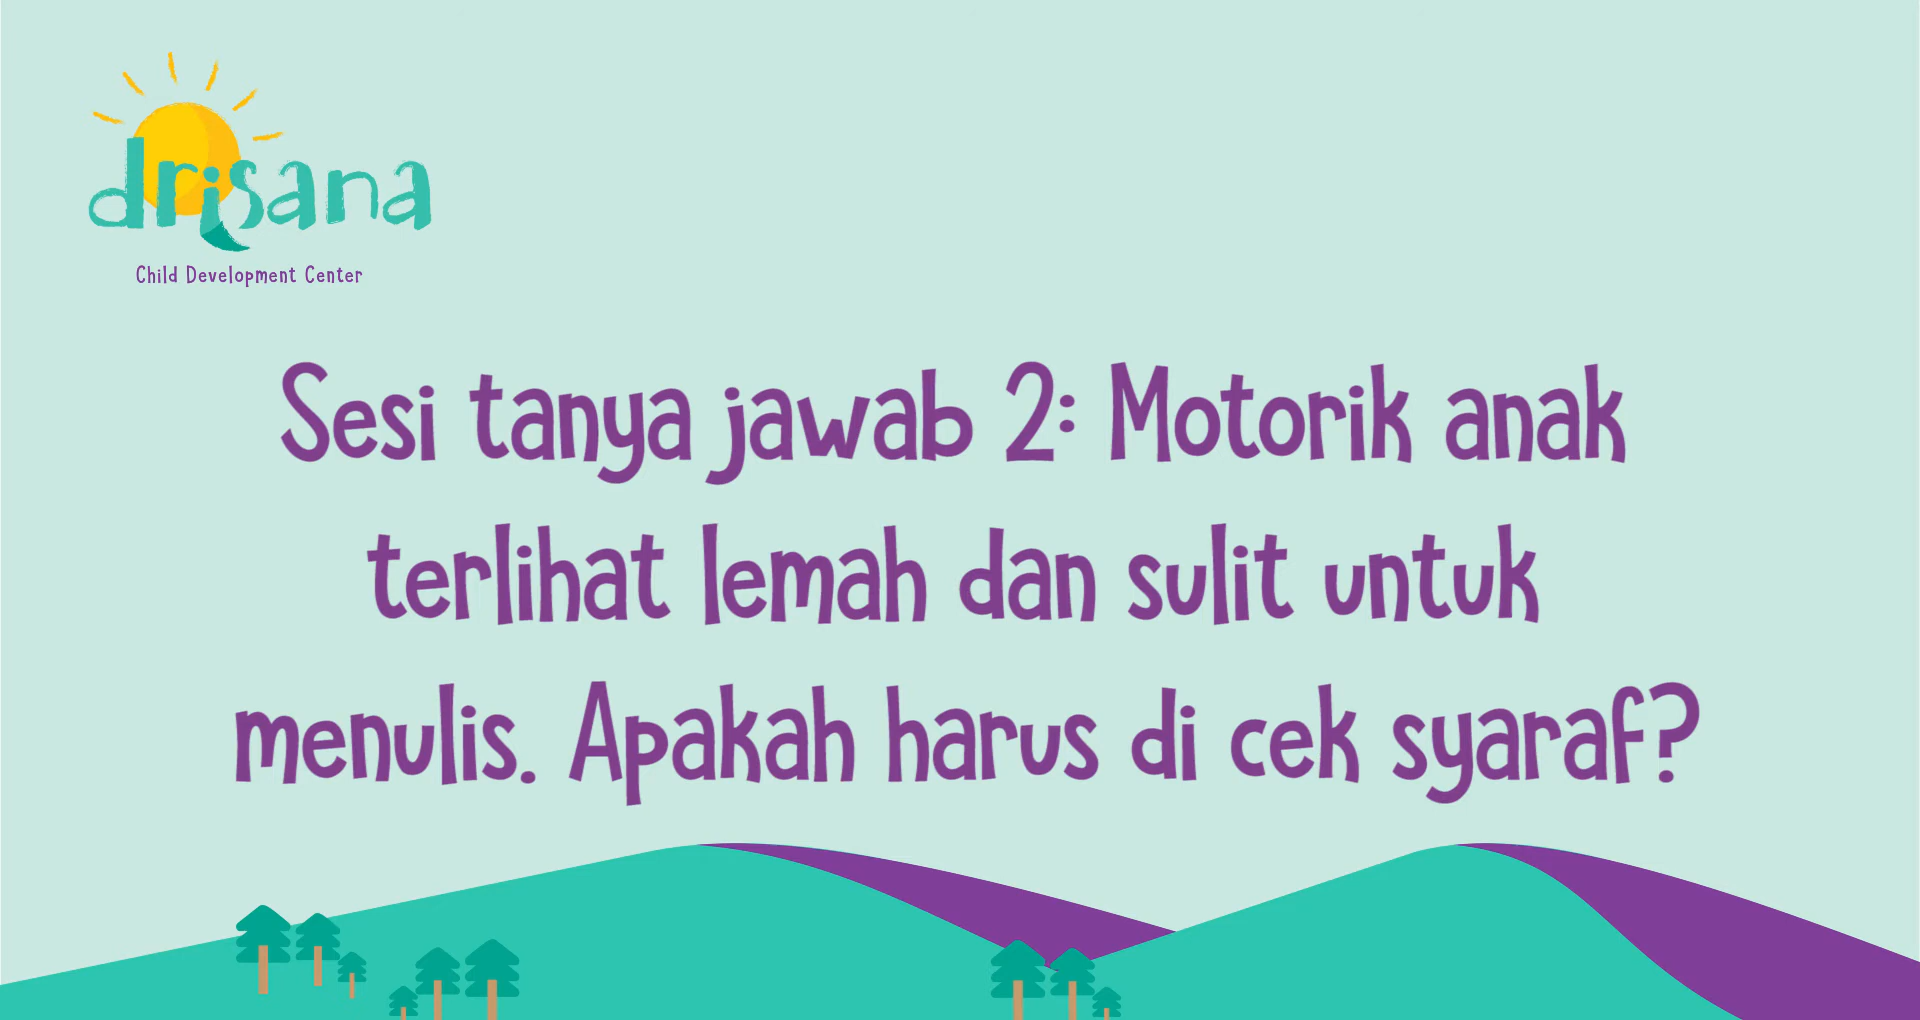 drisana
Child Development Center
Sesi tanya jawab 2: Motorik anak
terlihat lemah dan sulit untuk
menulis. Apakah harus di cek syaraf?